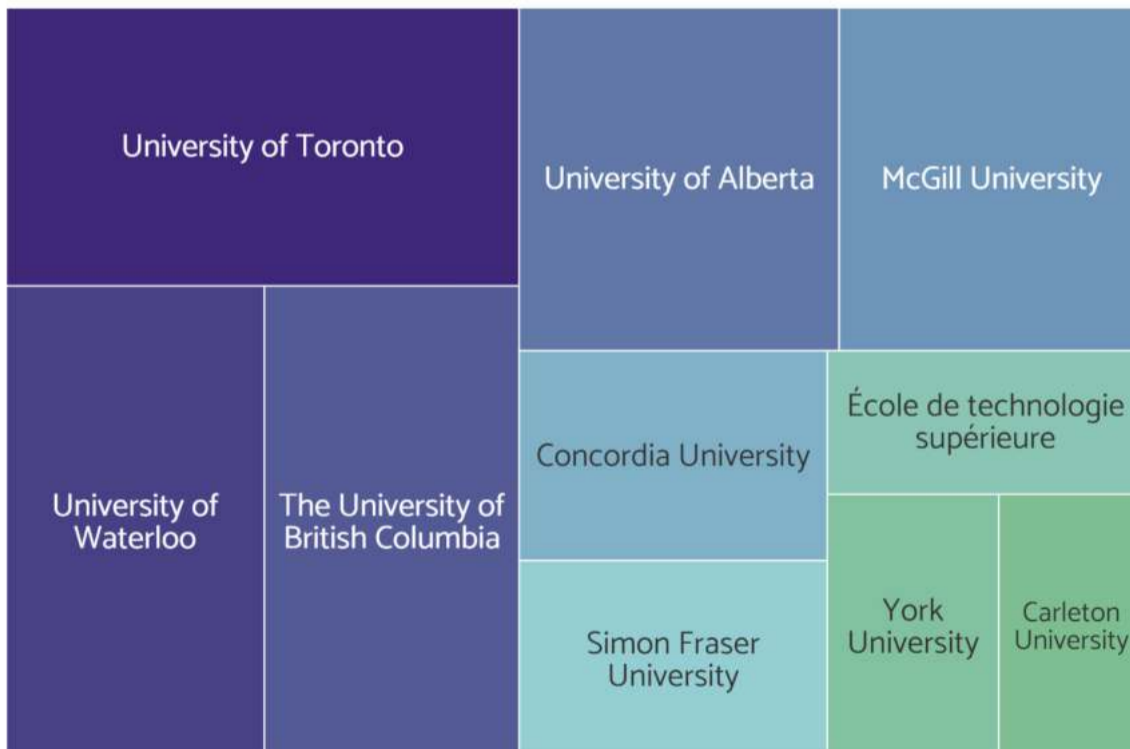 University of Toronto
University of Alberta
McGill University
University of
Waterloo
The University of
British Columbia
Concordia University
École de technologie
supérieure
Simon Fraser
University
York
University
Carleton
University